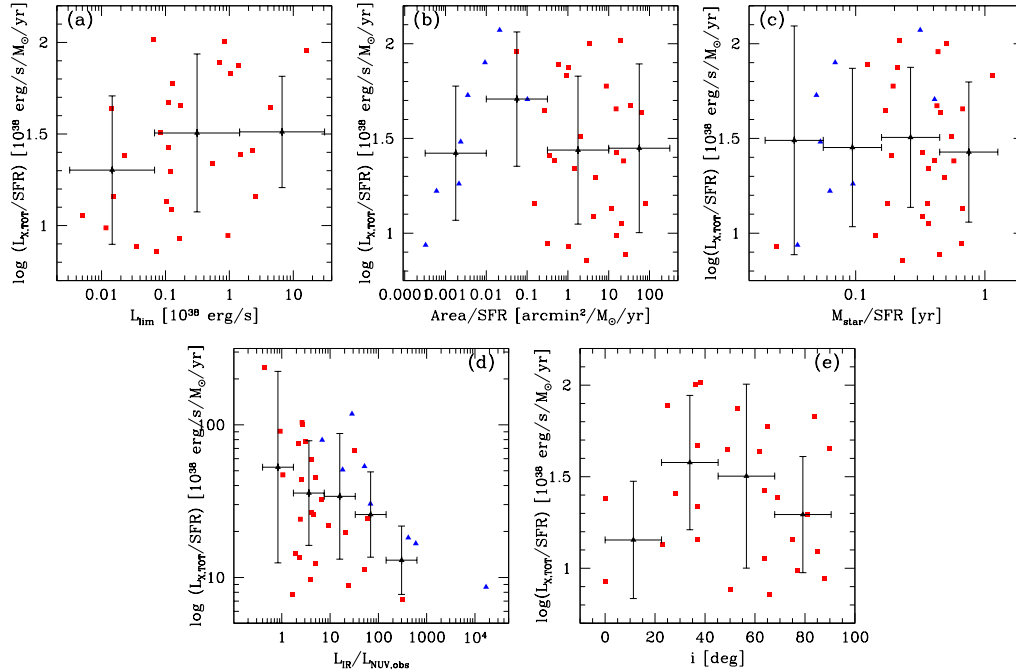 (a)
(b)
(c)
log (L_X,TOT/SFR) [10^38 erg/s/M_⊙/yr)
2
1.5
1
0.01
0.1
1
10
L_lim [10^38 erg/s]
log (L_X,TOT/SFR) [10^38 erg/s/M_⊙/yr)
2
1.5
1
0.0001
0.001
0.01
0.1
1
10
100
Area/SFR [arcmin^2/M_⊙/yr)
log(L_X,TOT/SFR) [10^38 erg/s/M_⊙/yr)
2
1.5
1
0.1
1
M_star/SFR [yr]
(d)
(e)
log (L_X,TOT/SFR) [10^38 erg/s/M_⊙/yr)
100
10
1
10
100
1000
10^4
L_IR/L_NUV,obs
log(L_X,TOT/SFR) [10^38 erg/s/M_⊙/yr)
2
1.5
1
0
20
40
60
80
100
i [deg]